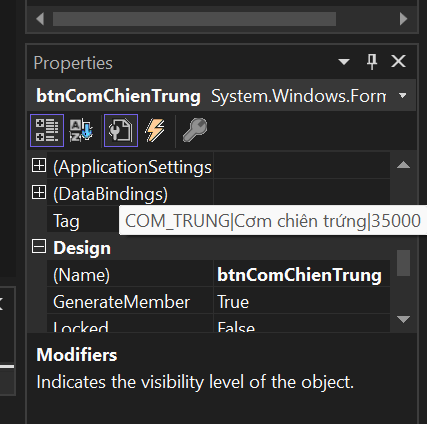 Properties
btnComChienTrung System.Windows.Form
(ApplicationSettings
(DataBindings)
Tag COM_TRUNG|Cơm chiên trứng|35000
Design
(Name) btnComChienTrung
GenerateMember True
Locked False
Modifiers
Indicates the visibility level of the object.